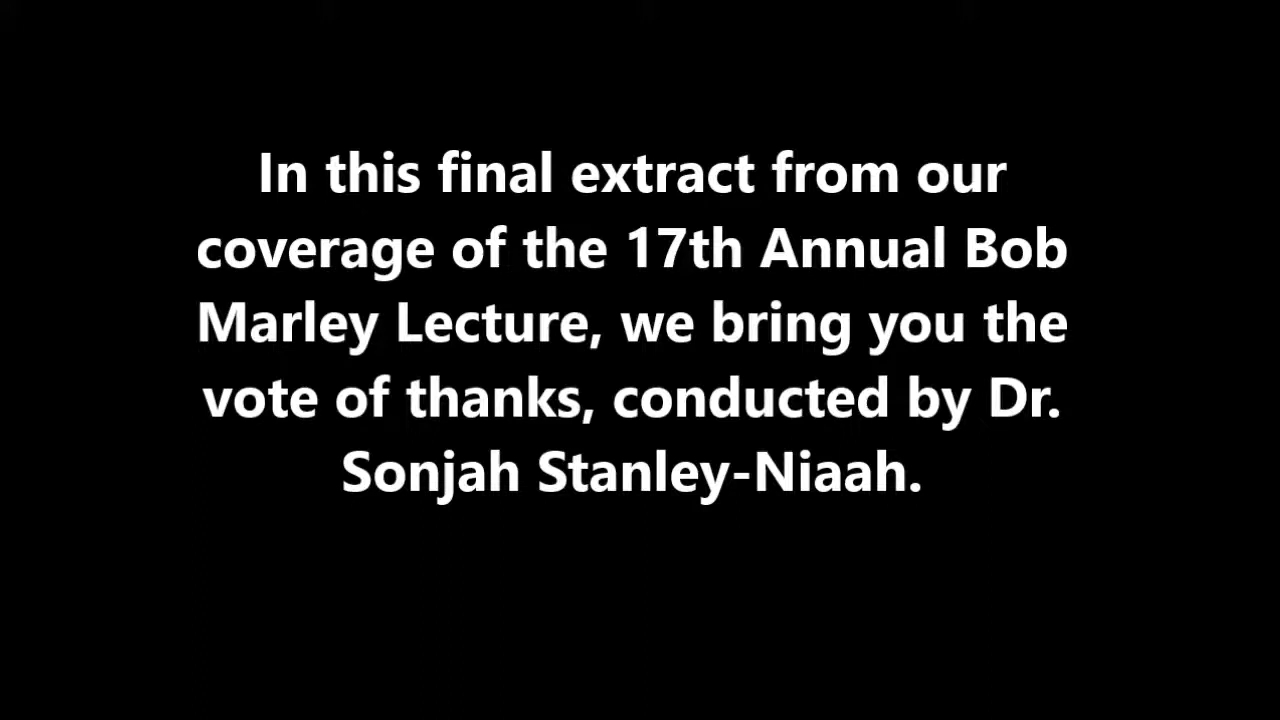 In this final extract from our
coverage of the 17th Annual Bob
Marley Lecture, we bring you the
vote of thanks, conducted by Dr.
Sonjah Stanley-Niaah.